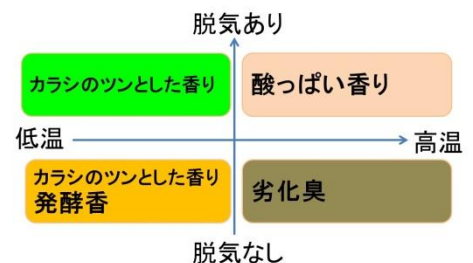 脱気あり
カラシのツンとした香り
酸っぱい香り
低温
高温
カラシのツンとした香り
発酵香
劣化臭
脱気なし